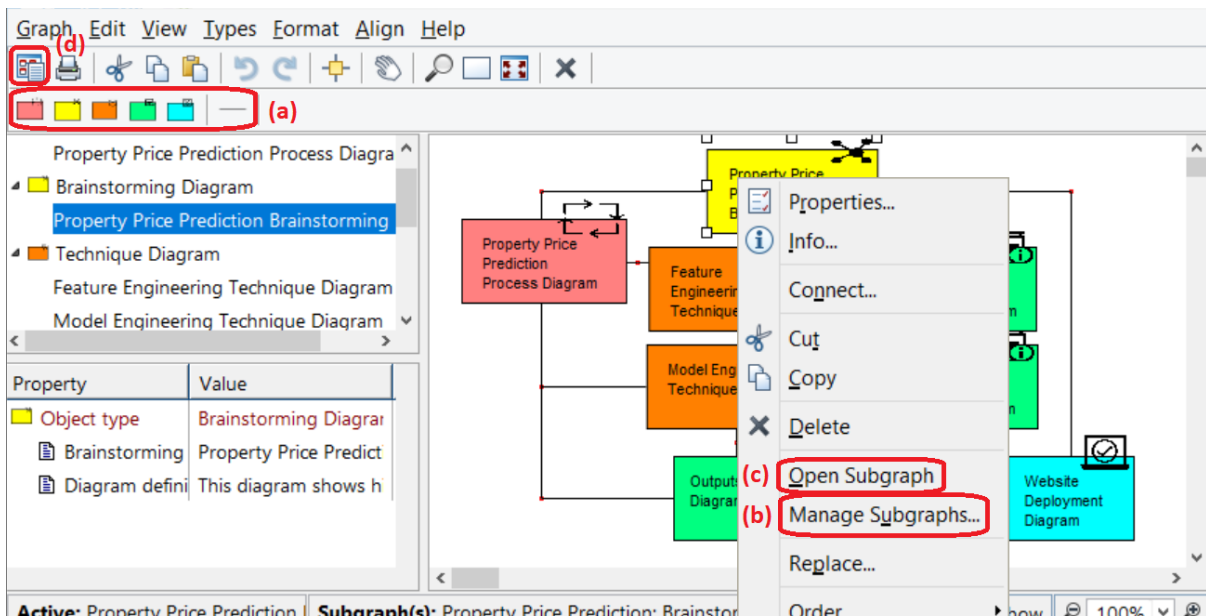 Graph Edit View Types Format Align Help
(d)
(a)
Property Price Prediction Process Diagra
Brainstorming Diagram
Property Price Prediction Brainstorming
Technique Diagram
Feature Engineering Technique Diagram
Model Engineering Technique Diagram
Property Value
Object type Brainstorming Diagrar
Brainstorming Property Price Predict
Diagram defini This diagram shows h
Property Price
Property Price
Prediction
Process Diagram
Feature
Engineerin
Technique
Model Eng
Technique
Outputs
Diagram
Website
Deployment
Diagram
Properties...
Info...
Connect...
Cut
Copy
Delete
(c) Open Subgraph
(b) Manage Subgraphs...
Replace...
Order
Active: Property Price Prediction Subgraph(s): Property Price Prediction: Brainstor
100%